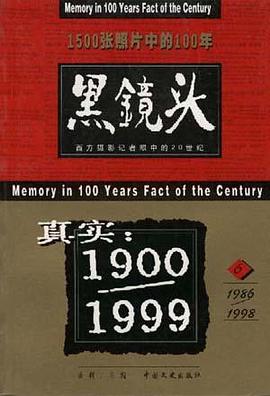 Memory in 100 Years Fact of the Century
1500张照片中的100年
黑鏡头
西方摄影记者眼中的20世纪
Memory in 100 Years Fact of the Century
真实:
1900
1999
6
1986
1998
中国文史出版社